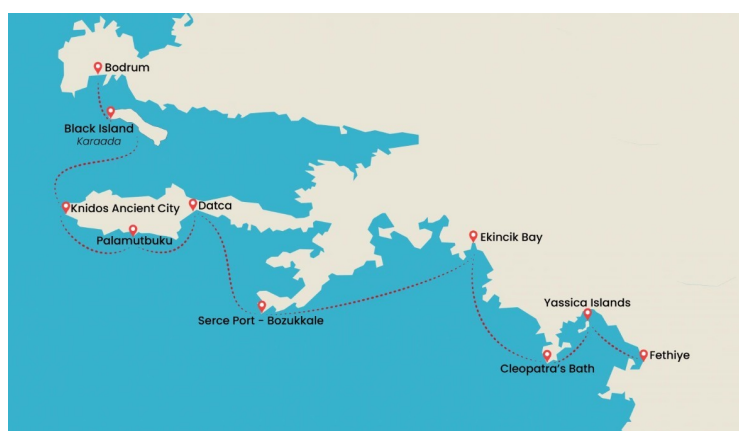 Bodrum
Black Island
Karaada
Knidos Ancient City
Datca
Palamutbuku
Serce Port - Bozukkale
Ekincik Bay
Yassica Islands
Cleopatra's Bath
Fethiye